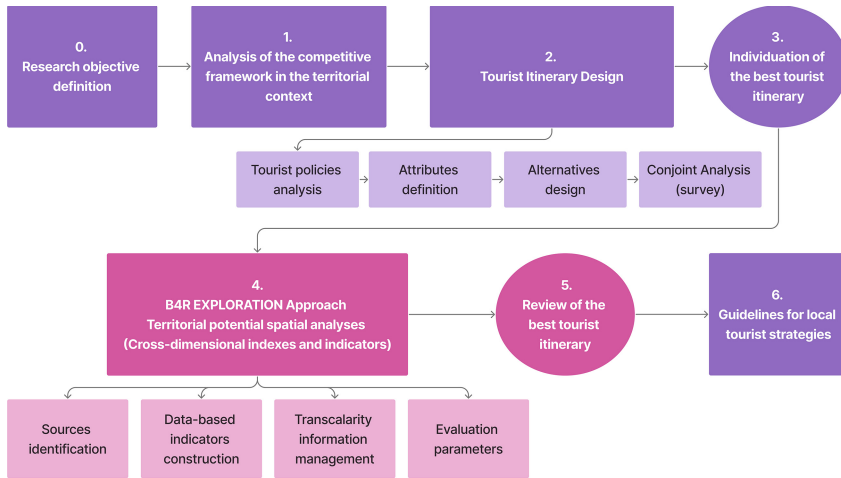 0.
Research objective
definition
1.
Analysis of the competitive
framework in the territorial
context
2.
Tourist Itinerary Design
3.
Individuation of
the best tourist
itinerary
Tourist policies
analysis
Attributes
definition
Alternatives
design
Conjoint Analysis
(survey)
4.
B4R EXPLORATION Approach
Territorial potential spatial analyses
(Cross-dimensional indexes and indicators)
5.
Review of the
best tourist
itinerary
6.
Guidelines for local
tourist strategies
Sources
identification
Data-based
indicators
construction
Transcalarity
information
management
Evaluation
parameters